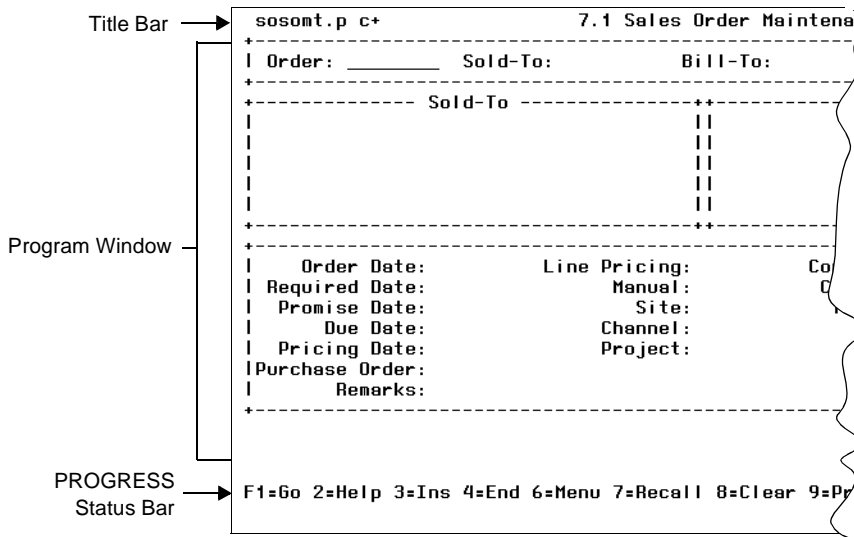 Title Bar
sosomt.p c+ 7.1 Sales Order Maintena
Order: _________ Sold-To: Bill-To:
Sold-To
Program Window
Order Date: Line Pricing: Co
Required Date: Manual: C
Promise Date: Site:
Due Date: Channel:
Pricing Date: Project:
Purchase Order:
Remarks:
PROGRESS
Status Bar
F1=Go 2=Help 3=Ins 4=End 6=Menu 7=Recall 8=Clear 9=Pr